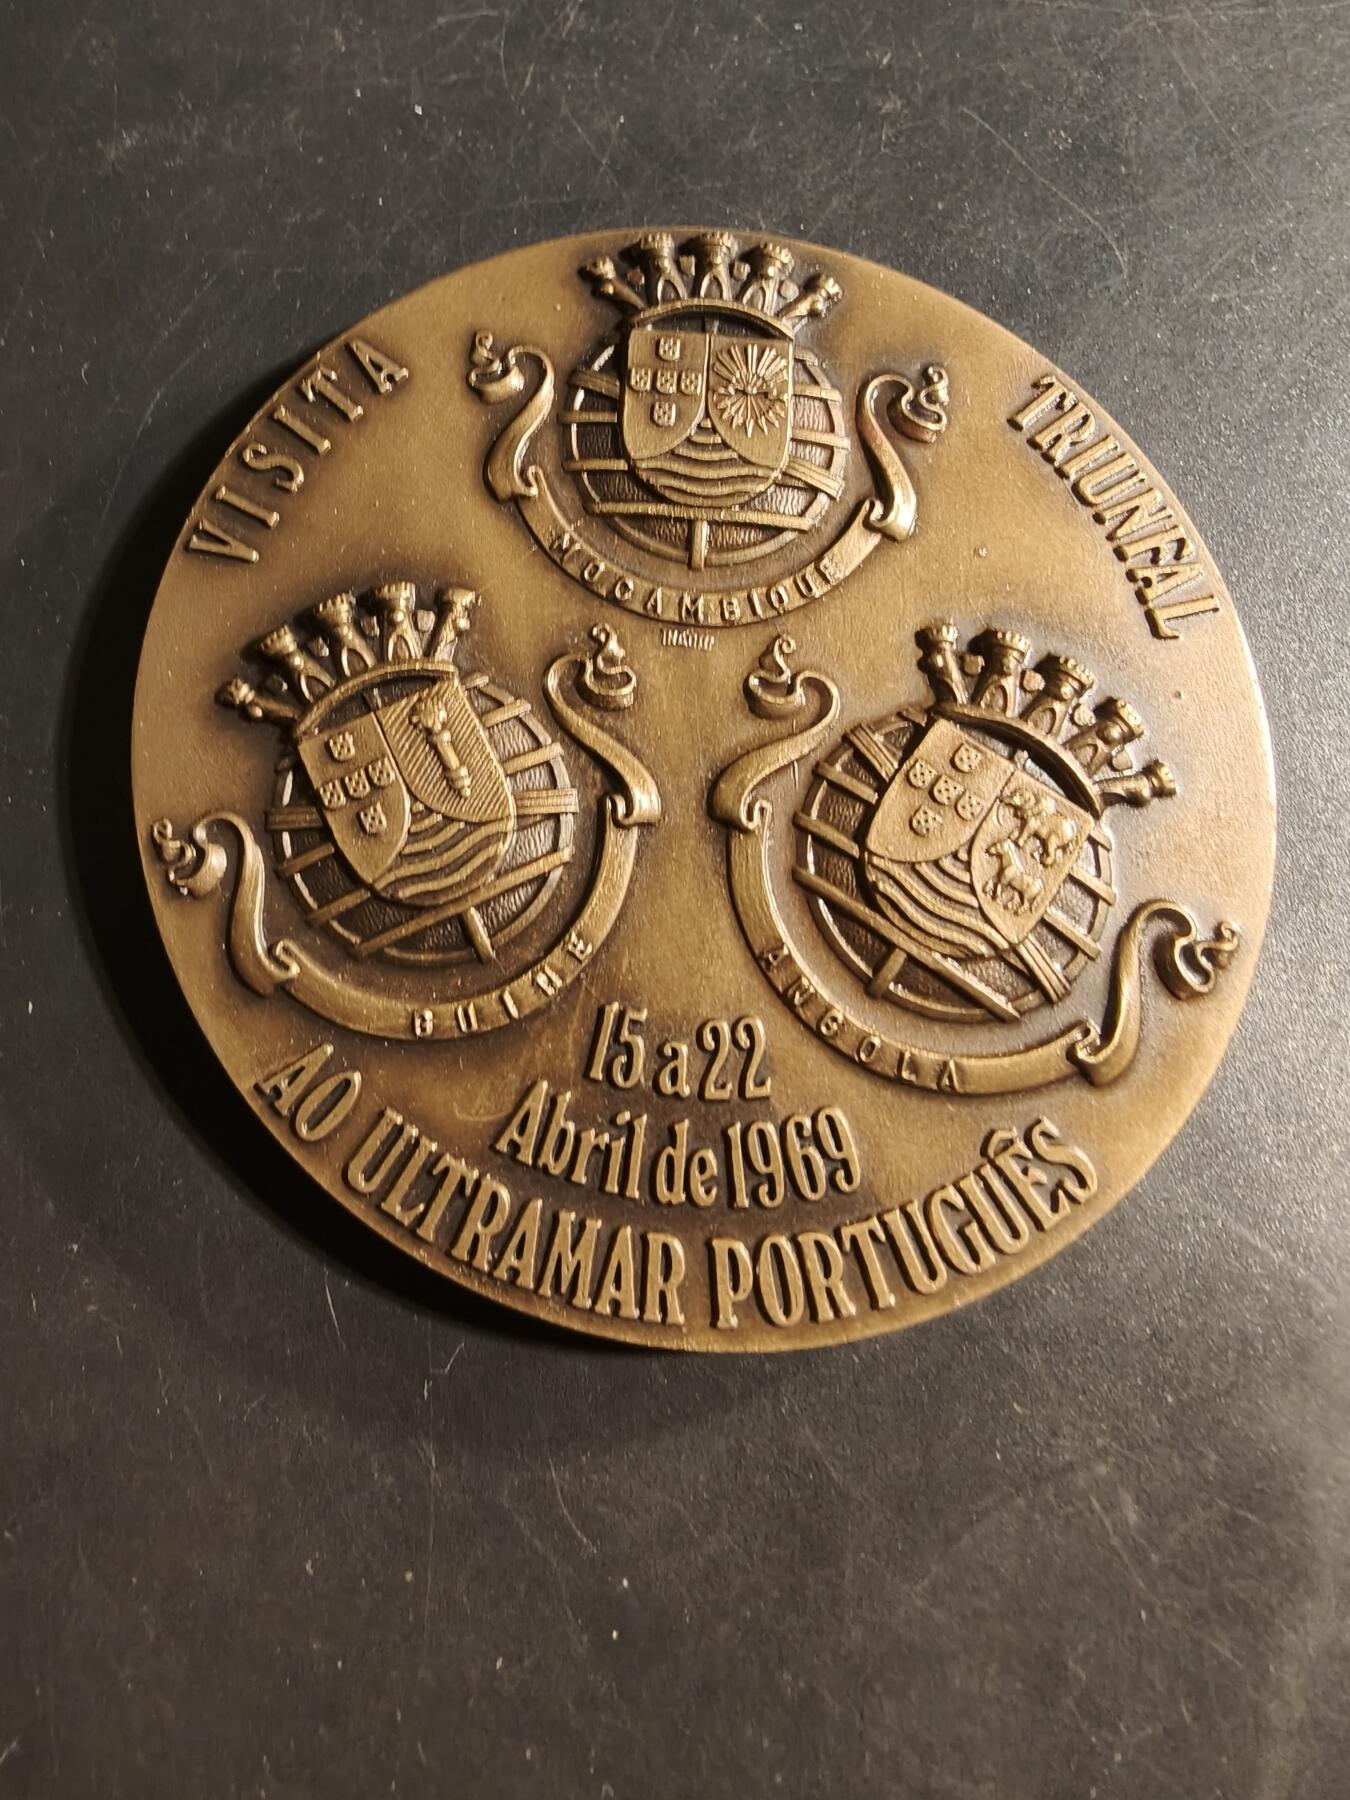 VISITA
TRIUNFAL
MOÇAMBIQUE
GUINÉ
ANGOLA
15 a 22
Abril de 1969
AO ULTRAMAR PORTUGUÊS